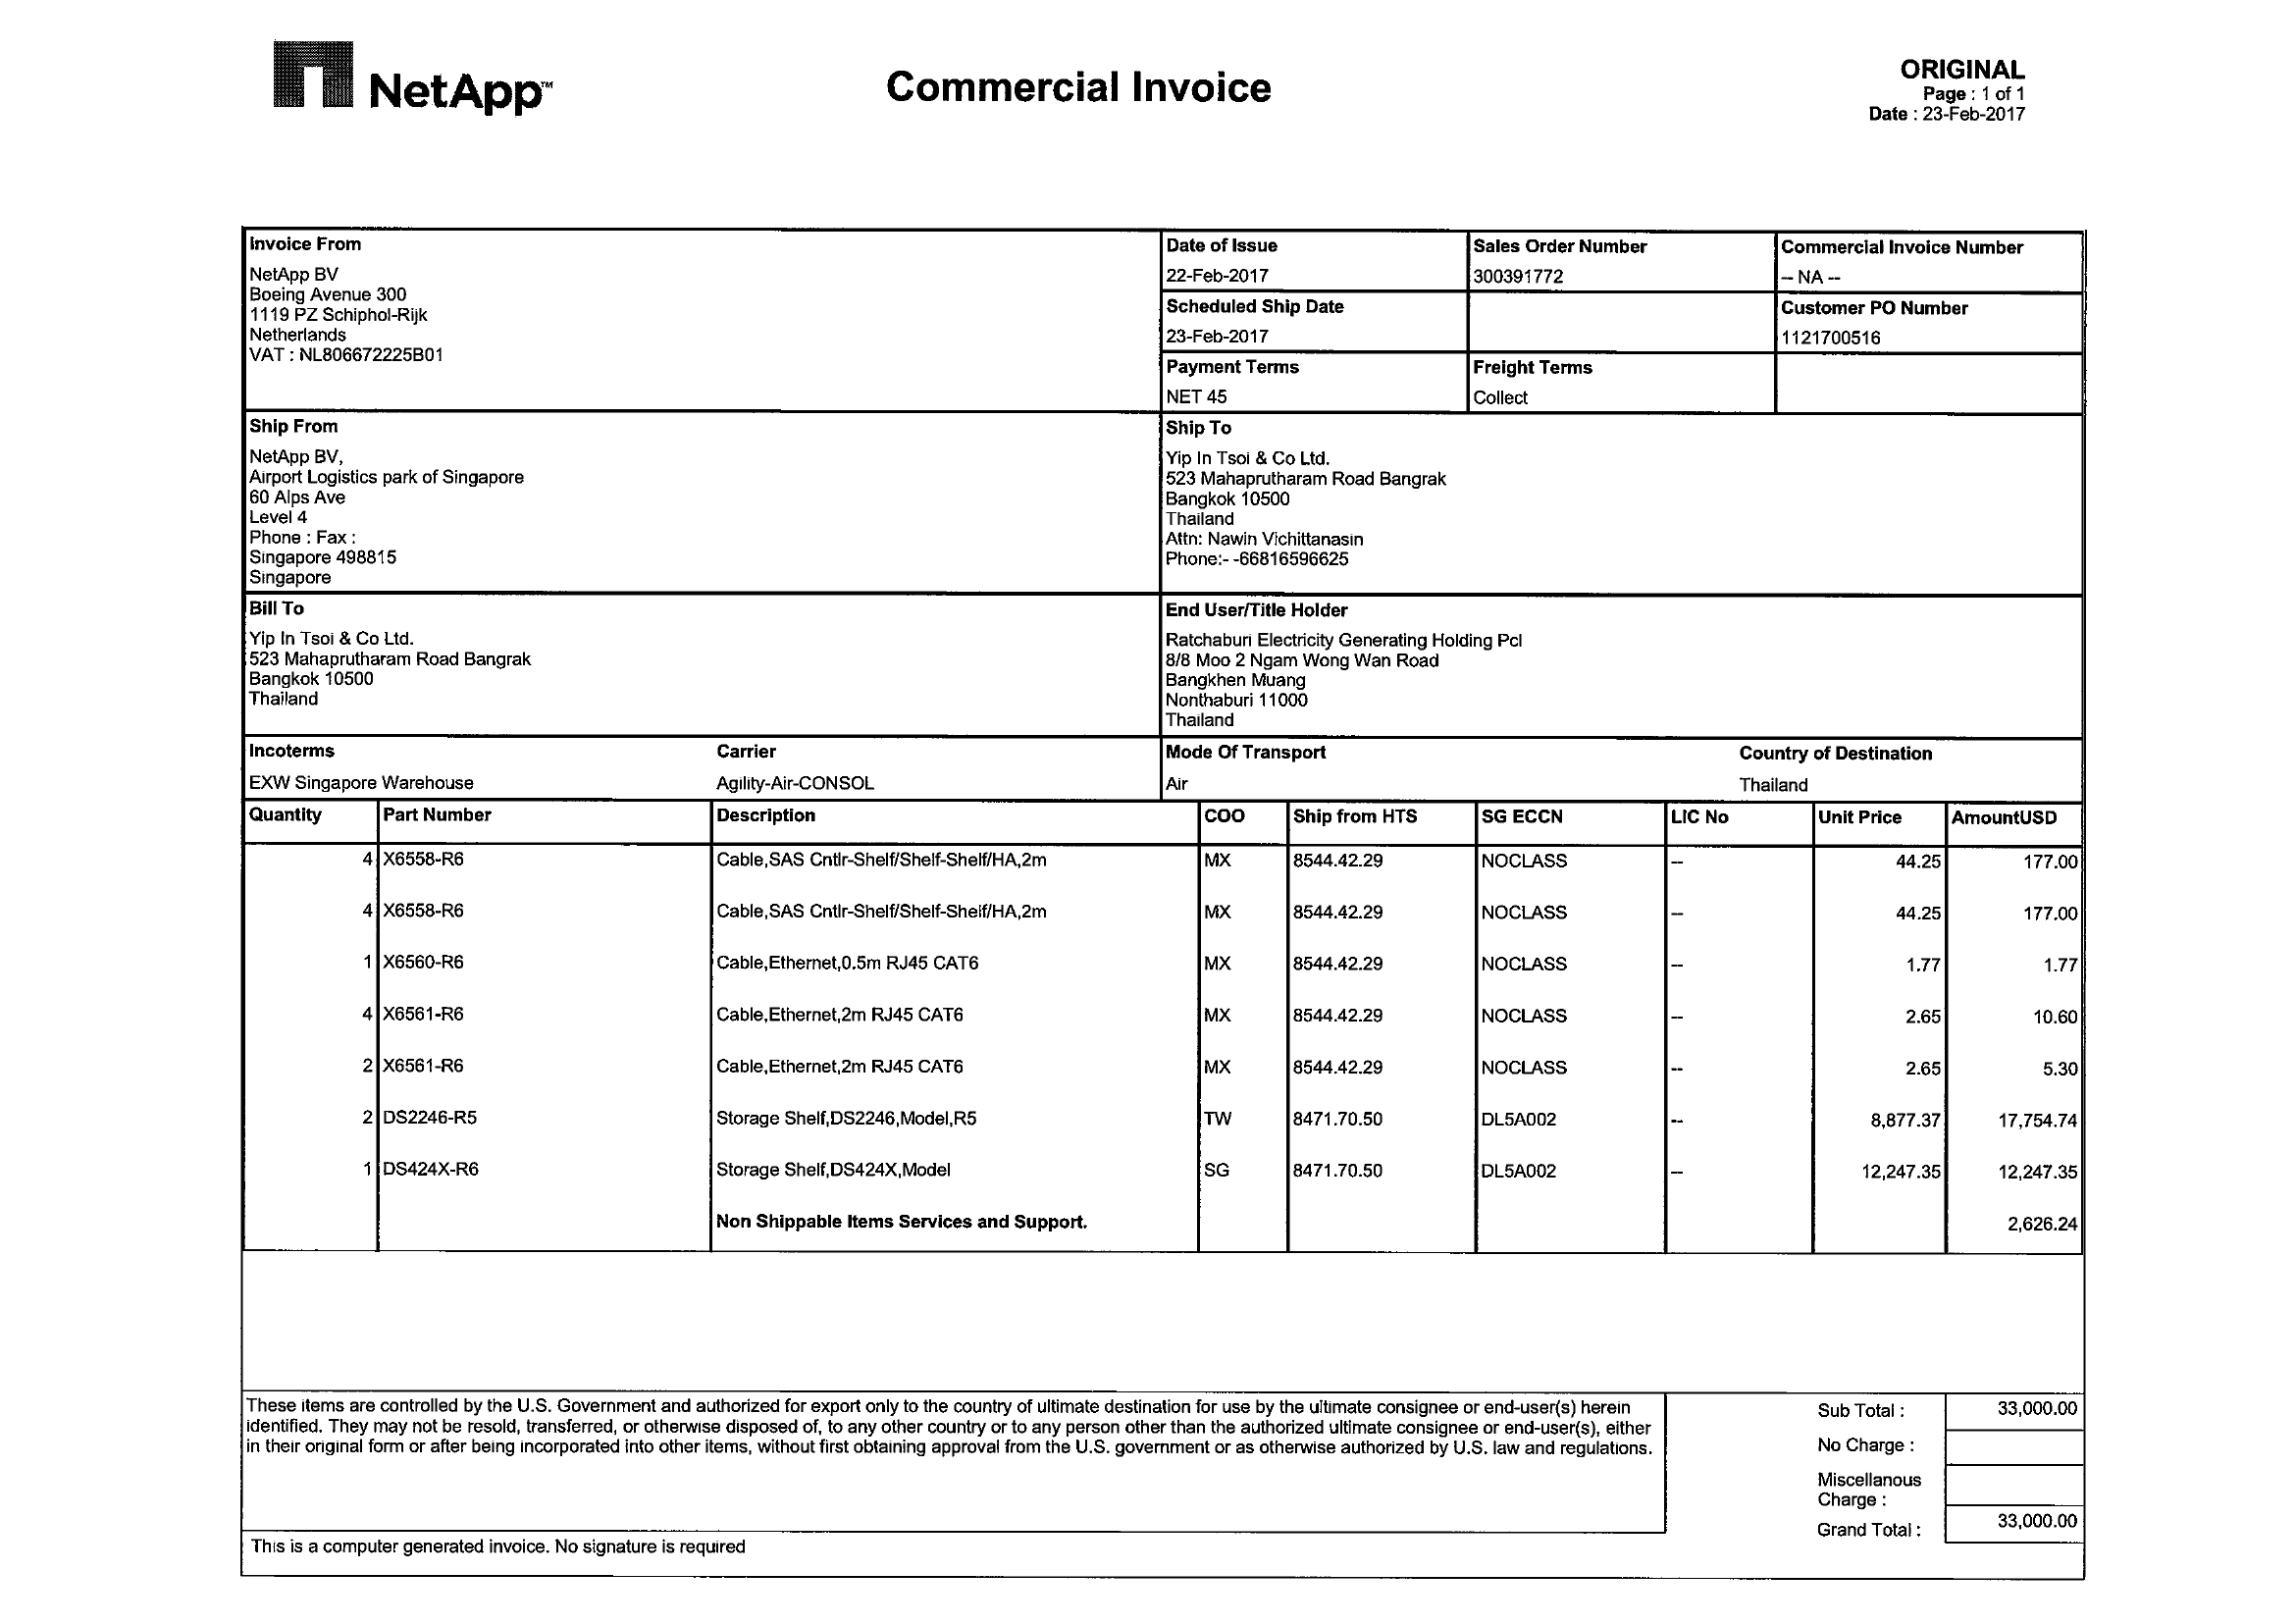 NetApp™
Commercial Invoice
ORIGINAL
Page : 1 of 1
Date : 23-Feb-2017
Invoice From
NetApp BV
Boeing Avenue 300
1119 PZ Schiphol-Rijk
Netherlands
VAT : NL806672225B01
Date of Issue
22-Feb-2017
Sales Order Number
300391772
Commercial Invoice Number
-- NA --
Scheduled Ship Date
23-Feb-2017
Customer PO Number
1121700516
Payment Terms
NET 45
Freight Terms
Collect
Ship From
NetApp BV,
Airport Logistics park of Singapore
60 Alps Ave
Level 4
Phone : Fax :
Singapore 498815
Singapore
Ship To
Yip In Tsoi & Co Ltd.
523 Mahaprutharam Road Bangrak
Bangkok 10500
Thailand
Attn: Nawin Vichittanasin
Phone:- -66816596625
Bill To
Yip In Tsoi & Co Ltd.
523 Mahaprutharam Road Bangrak
Bangkok 10500
Thailand
End User/Title Holder
Ratchaburi Electricity Generating Holding Pcl
8/8 Moo 2 Ngam Wong Wan Road
Bangkhen Muang
Nonthaburi 11000
Thailand
Incoterms
EXW Singapore Warehouse
Carrier
Agility-Air-CONSOL
Mode Of Transport
Air
Country of Destination
Thailand
Quantity Part Number Description COO Ship from HTS SG ECCN LIC No Unit Price AmountUSD
4 X6558-R6 Cable,SAS Cntlr-Shelf/Shelf-Shelf/HA,2m MX 8544.42.29 NOCLASS -- 44.25 177.00
4 X6558-R6 Cable,SAS Cntlr-Shelf/Shelf-Shelf/HA,2m MX 8544.42.29 NOCLASS -- 44.25 177.00
1 X6560-R6 Cable,Ethernet,0.5m RJ45 CAT6 MX 8544.42.29 NOCLASS -- 1.77 1.77
4 X6561-R6 Cable,Ethernet,2m RJ45 CAT6 MX 8544.42.29 NOCLASS -- 2.65 10.60
2 X6561-R6 Cable,Ethernet,2m RJ45 CAT6 MX 8544.42.29 NOCLASS -- 2.65 5.30
2 DS2246-R5 Storage Shelf,DS2246,Model,R5 TW 8471.70.50 DL5A002 -- 8,877.37 17,754.74
1 DS424X-R6 Storage Shelf,DS424X,Model SG 8471.70.50 DL5A002 -- 12,247.35 12,247.35
Non Shippable Items Services and Support. 2,626.24
These items are controlled by the U.S. Government and authorized for export only to the country of ultimate destination for use by the ultimate consignee or end-user(s) herein
identified. They may not be resold, transferred, or otherwise disposed of, to any other country or to any person other than the authorized ultimate consignee or end-user(s), either
in their original form or after being incorporated into other items, without first obtaining approval from the U.S. government or as otherwise authorized by U.S. law and regulations.
Sub Total : 33,000.00
No Charge :
Miscellanous
Charge :
Grand Total : 33,000.00
This is a computer generated invoice. No signature is required